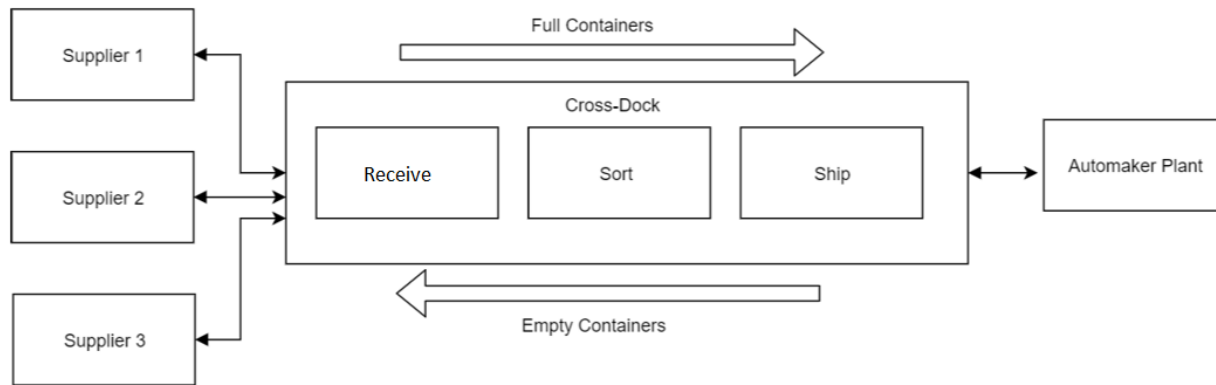 Full Containers
Supplier 1
Cross-Dock
Receive
Sort
Ship
Supplier 2
Automaker Plant
Empty Containers
Supplier 3